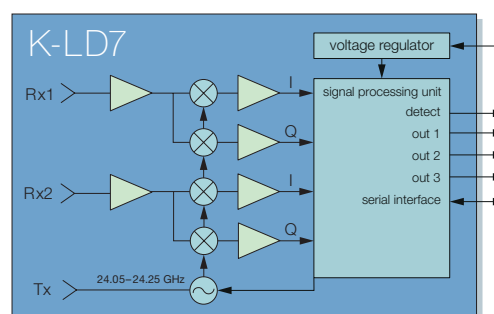 K-LD7
voltage regulator
Rx1
I
signal processing unit
detect
out 1
Q
out 2
Rx2
I
out 3
serial interface
Q
24.05–24.25 GHz
Tx